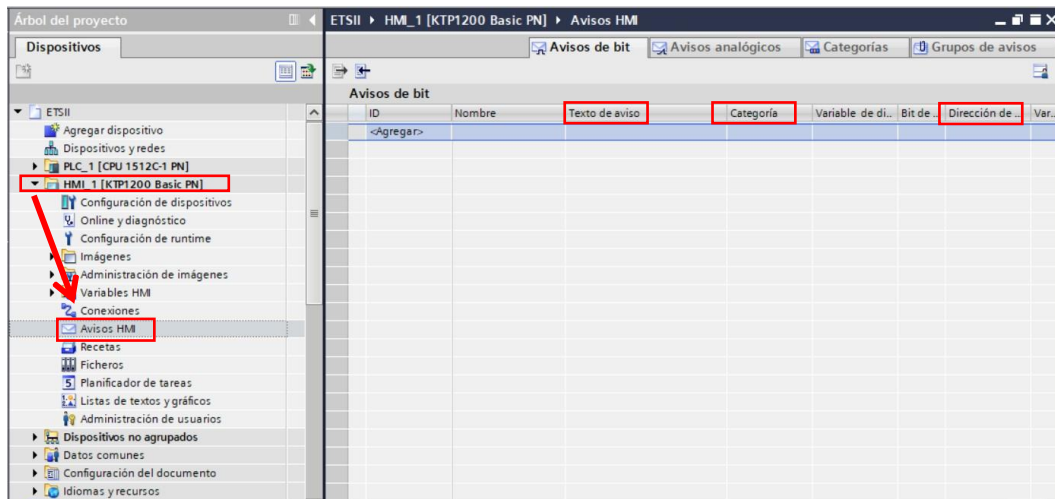 Árbol del proyecto
Dispositivos
ETSII
Agregar dispositivo
Dispositivos y redes
PLC_1 [CPU 1512C-1 PN]
HMI_1 [KTP1200 Basic PN]
Configuración de dispositivos
Online y diagnóstico
Configuración de runtime
Imágenes
Administración de imágenes
Variables HMI
Conexiones
Avisos HMI
Recetas
Ficheros
Planificador de tareas
Listas de textos y gráficos
Administración de usuarios
Dispositivos no agrupados
Datos comunes
Configuración del documento
Idiomas y recursos
ETSII HMI_1 [KTP1200 Basic PN] Avisos HMI
Avisos de bit Avisos analógicos Categorías Grupos de avisos
Avisos de bit
ID Nombre Texto de aviso Categoría Variable de di.. Bit de .. Dirección de .. Var..
<Agregar>